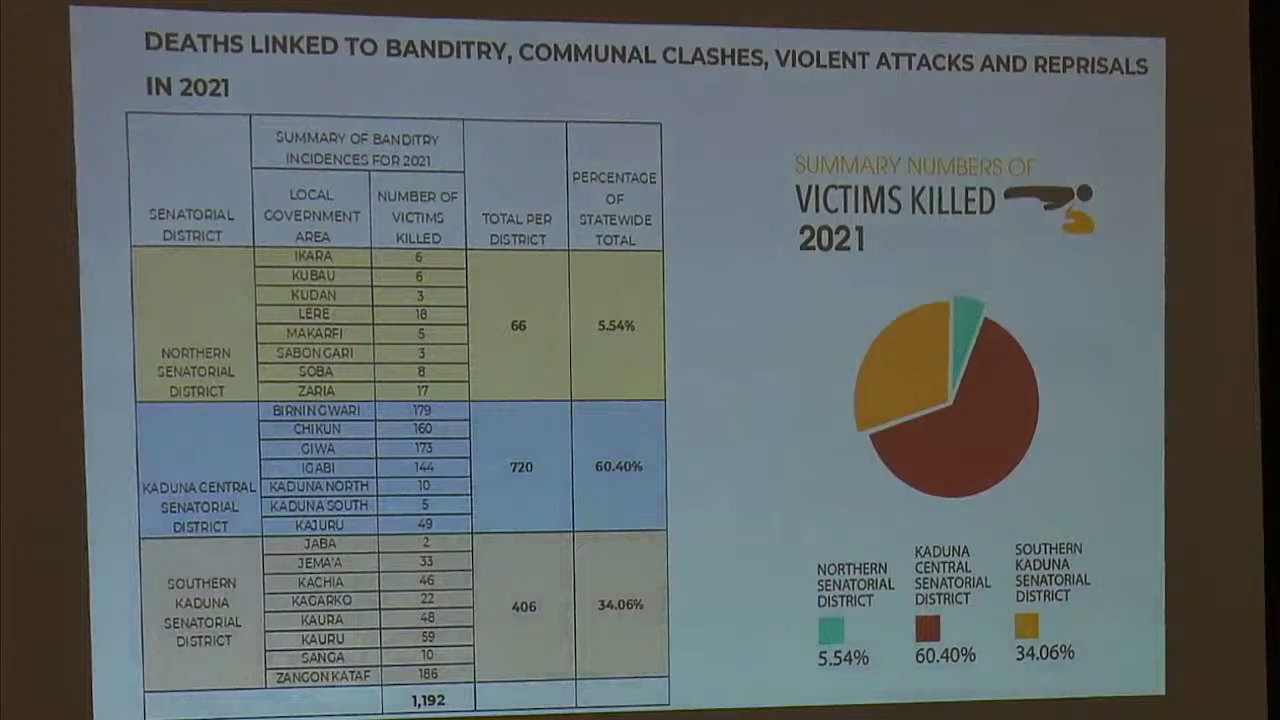 DEATHS LINKED TO BANDITRY, COMMUNAL CLASHES, VIOLENT ATTACKS AND REPRISALS
IN 2021
SENATORIAL
DISTRICT
SUMMARY OF BANDITRY
INCIDENCES FOR 2021
LOCAL
GOVERNMENT
AREA
NUMBER OF
VICTIMS
KILLED
TOTAL PER
DISTRICT
PERCENTAGE
OF
STATEWIDE
TOTAL
NORTHERN
SENATORIAL
DISTRICT
IKARA 6
KUBAU 6
KUDAN 3
LERE 18
MAKARFI 5
SABON GARI 3
SOBA 8
ZARIA 17
66
5.54%
KADUNA CENTRAL
SENATORIAL
DISTRICT
BIRNIN GWARI 179
CHIKUN 160
GIWA 173
IGABI 144
KADUNA NORTH 10
KADUNA SOUTH 5
KAJURU 49
720
60.40%
SOUTHERN
KADUNA
SENATORIAL
DISTRICT
JABA 2
JEMA'A 33
KACHIA 46
KAGARKO 22
KAURA 48
KAURU 59
SANGA 10
ZANGON KATAF 186
406
34.06%
1,192
SUMMARY NUMBERS OF
VICTIMS KILLED
2021
NORTHERN
SENATORIAL
DISTRICT
5.54%
KADUNA
CENTRAL
SENATORIAL
DISTRICT
60.40%
SOUTHERN
KADUNA
SENATORIAL
DISTRICT
34.06%